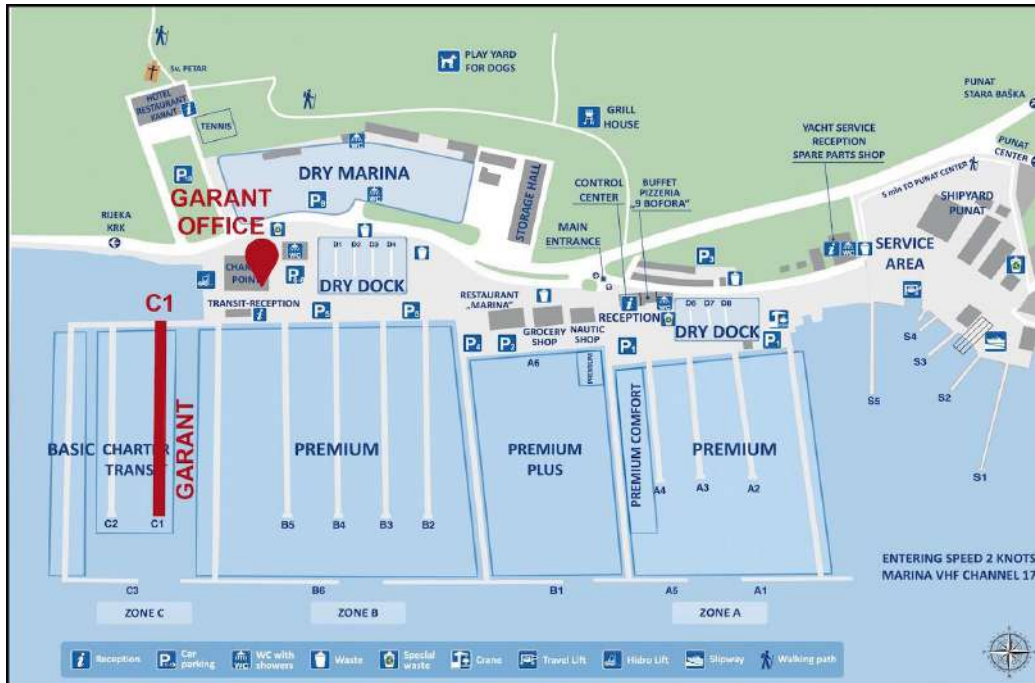 Sv. PETAR
HOTEL
RESTAURANT
KANAJT
TENNIS
PLAY YARD
FOR DOGS
GRILL
HOUSE
PUNAT
STARA BAŠKA
PUNAT
CENTER
YACHT SERVICE
RECEPTION
SPARE PARTS SHOP
5 min TO PUNAT CENTER
SHIPYARD
PUNAT
DRY MARINA
STORAGE HALL
CONTROL
CENTER
BUFFET
PIZZERIA
„9 BOFORA"
MAIN
ENTRANCE
SERVICE
AREA
GARANT
OFFICE
RIJEKA
KRK
D1 D2 D3 D4
DRY DOCK
TRANSIT-RECEPTION
RESTAURANT
„MARINA"
GROCERY
SHOP
NAUTIC
SHOP
RECEPTION
D6 D7 D8
DRY DOCK
C1
A6
PREMIUM
BASIC
CHARTER
TRANSIT
GARANT
PREMIUM
PREMIUM
PLUS
PREMIUM COMFORT
PREMIUM
S4
S3
S2
S5
S1
C2
C1
B5
B4
B3
B2
A4
A3
A2
C3
B6
B1
A5
A1
ENTERING SPEED 2 KNOTS
MARINA VHF CHANNEL 17
ZONE C
ZONE B
ZONE A
Reception
Car
parking
WC with
showers
Waste
Special
waste
Crane
Travel Lift
Hidro Lift
Slipway
Walking path